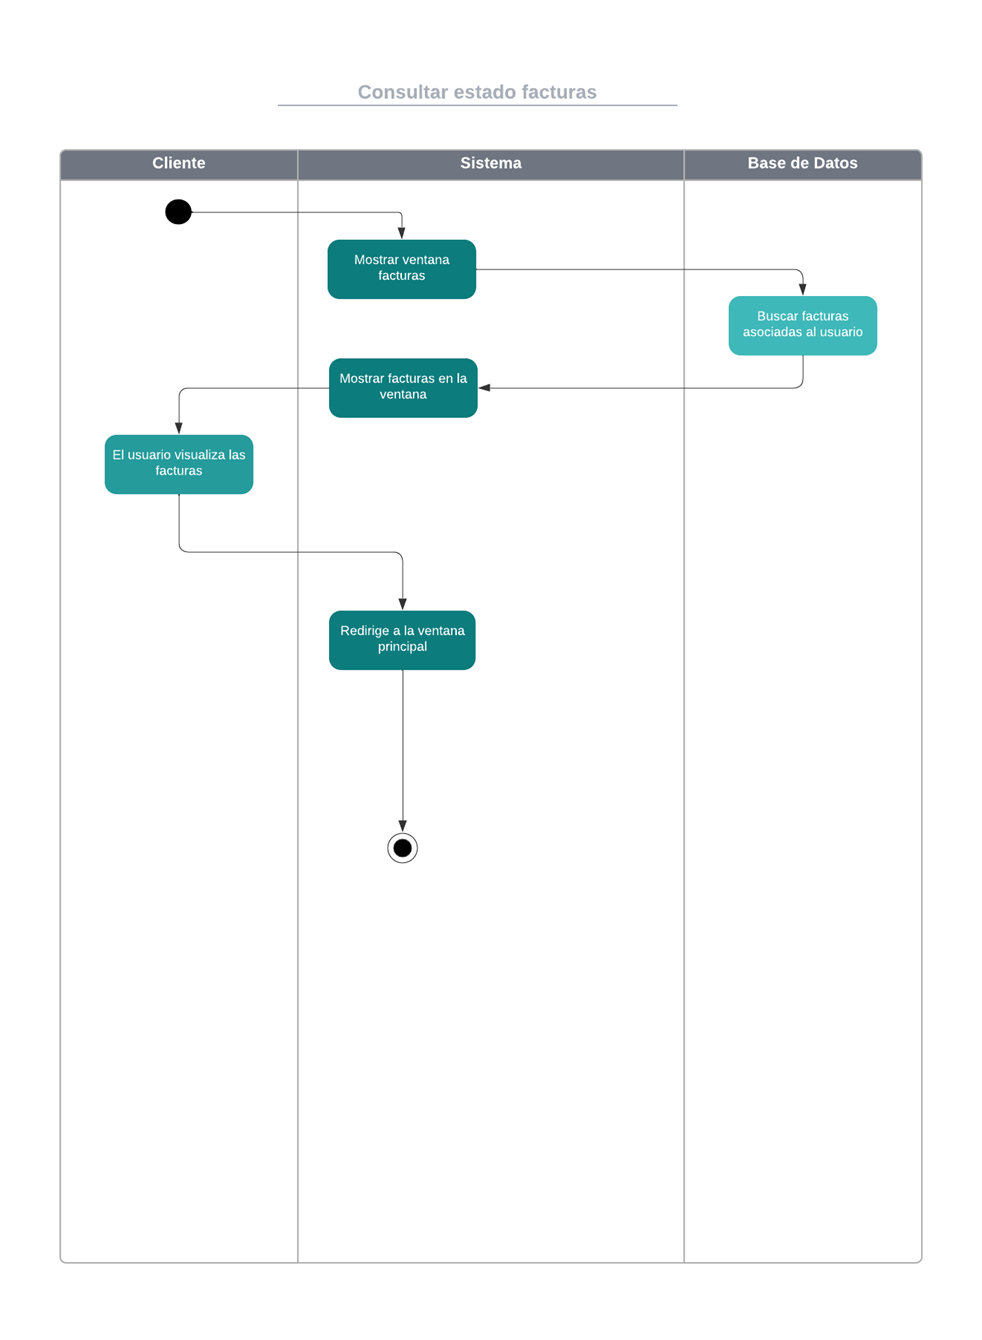 Consultar estado facturas
Cliente
Sistema
Base de Datos
Mostrar ventana
facturas
Buscar facturas
asociadas al usuario
Mostrar facturas en la
ventana
El usuario visualiza las
facturas
Redirige a la ventana
principal